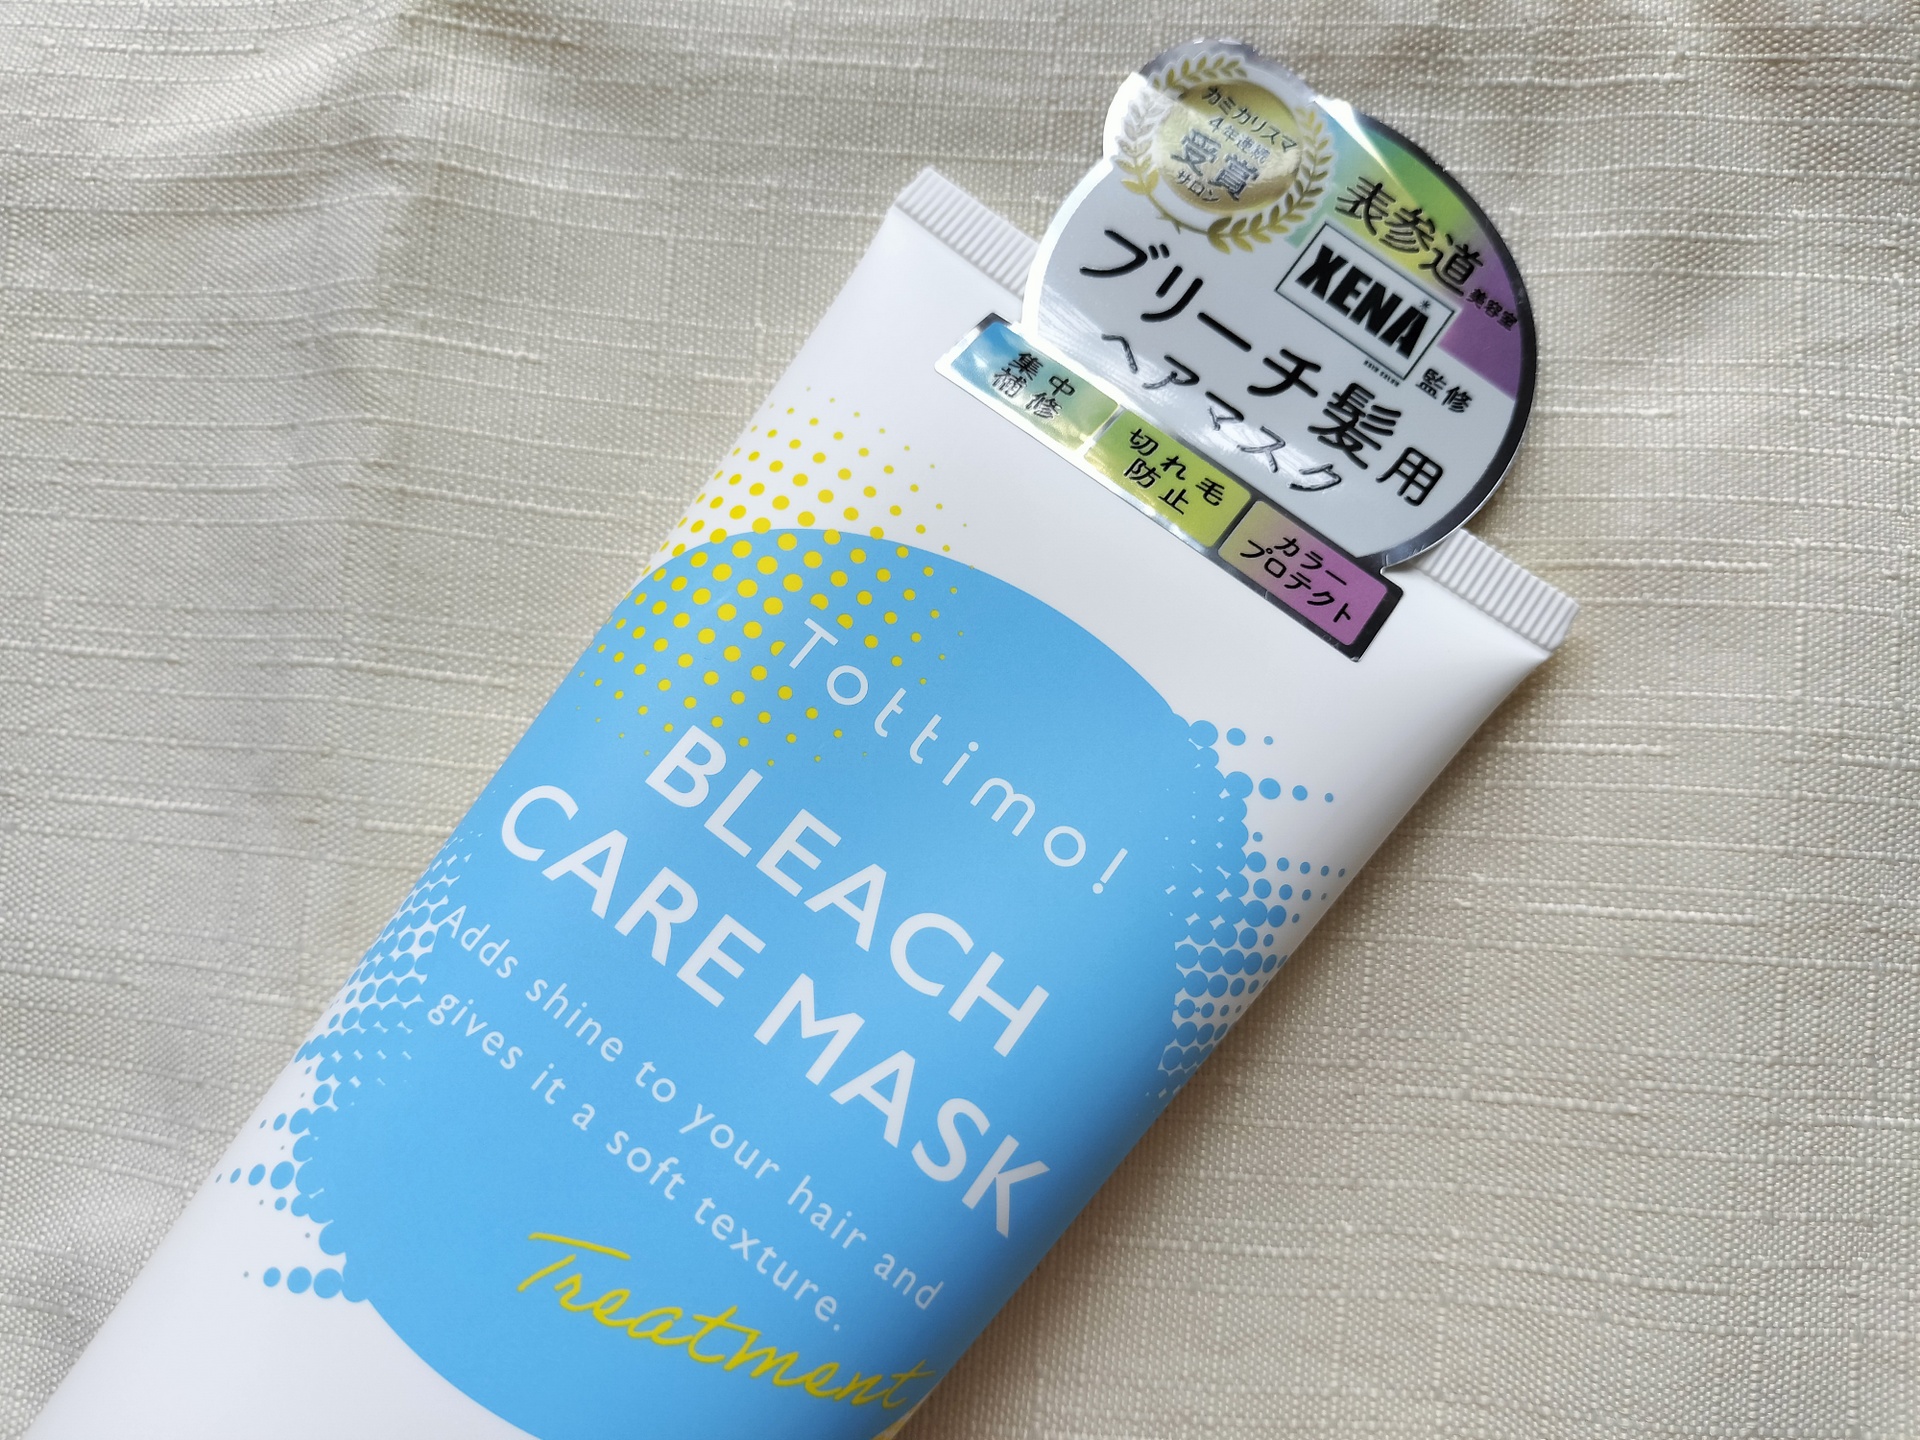 カミカリスマ
4年連続
受賞
サロン
表参道美容室
XENA
HAIR SALON
監修
ブリーチ髪用
ヘアマスク
集中
補修
切れ毛
防止
カラー
プロテクト
Tottimo!
BLEACH
CARE MASK
Adds shine to your hair and
gives it a soft texture.
Treatment